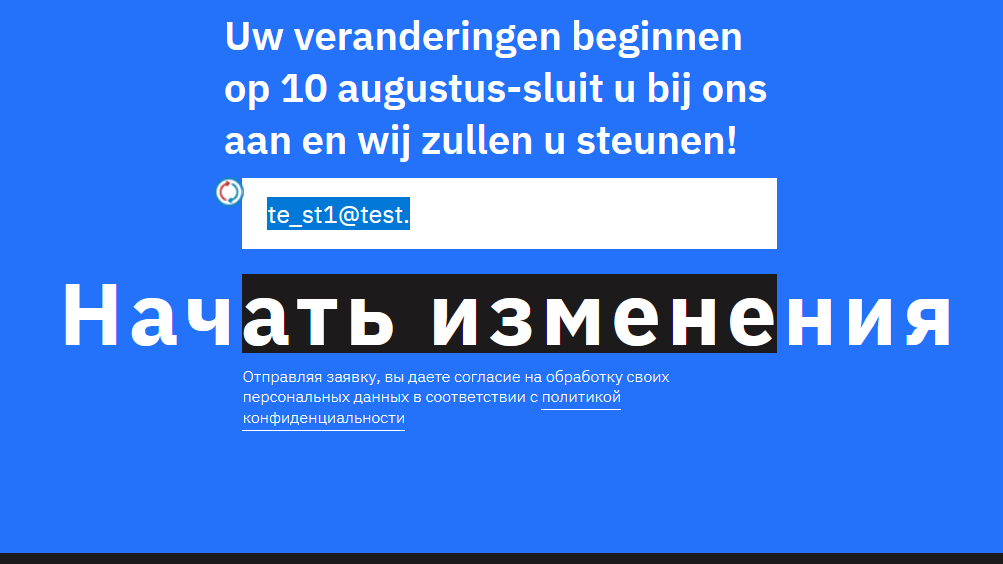 Uw veranderingen beginnen
op 10 augustus-sluit u bij ons
aan en wij zullen u steunen!
te_st1@test.
Начать изменения
Отправляя заявку, вы даете согласие на обработку своих
персональных данных в соответствии с политикой
конфиденциальности